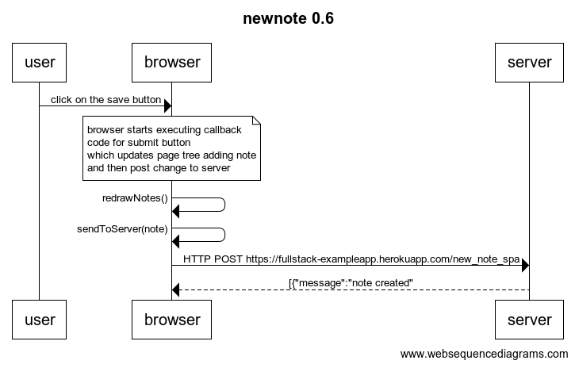 newnote 0.6
user browser server
click on the save button
browser starts executing callback
code for submit button
which updates page tree adding note
and then post change to server
redrawNotes()
sendToServer(note)
HTTP POST https://fullstack-exampleapp.herokuapp.com/new_note_spa
[{"message":"note created"
user browser server
www.websequencediagrams.com